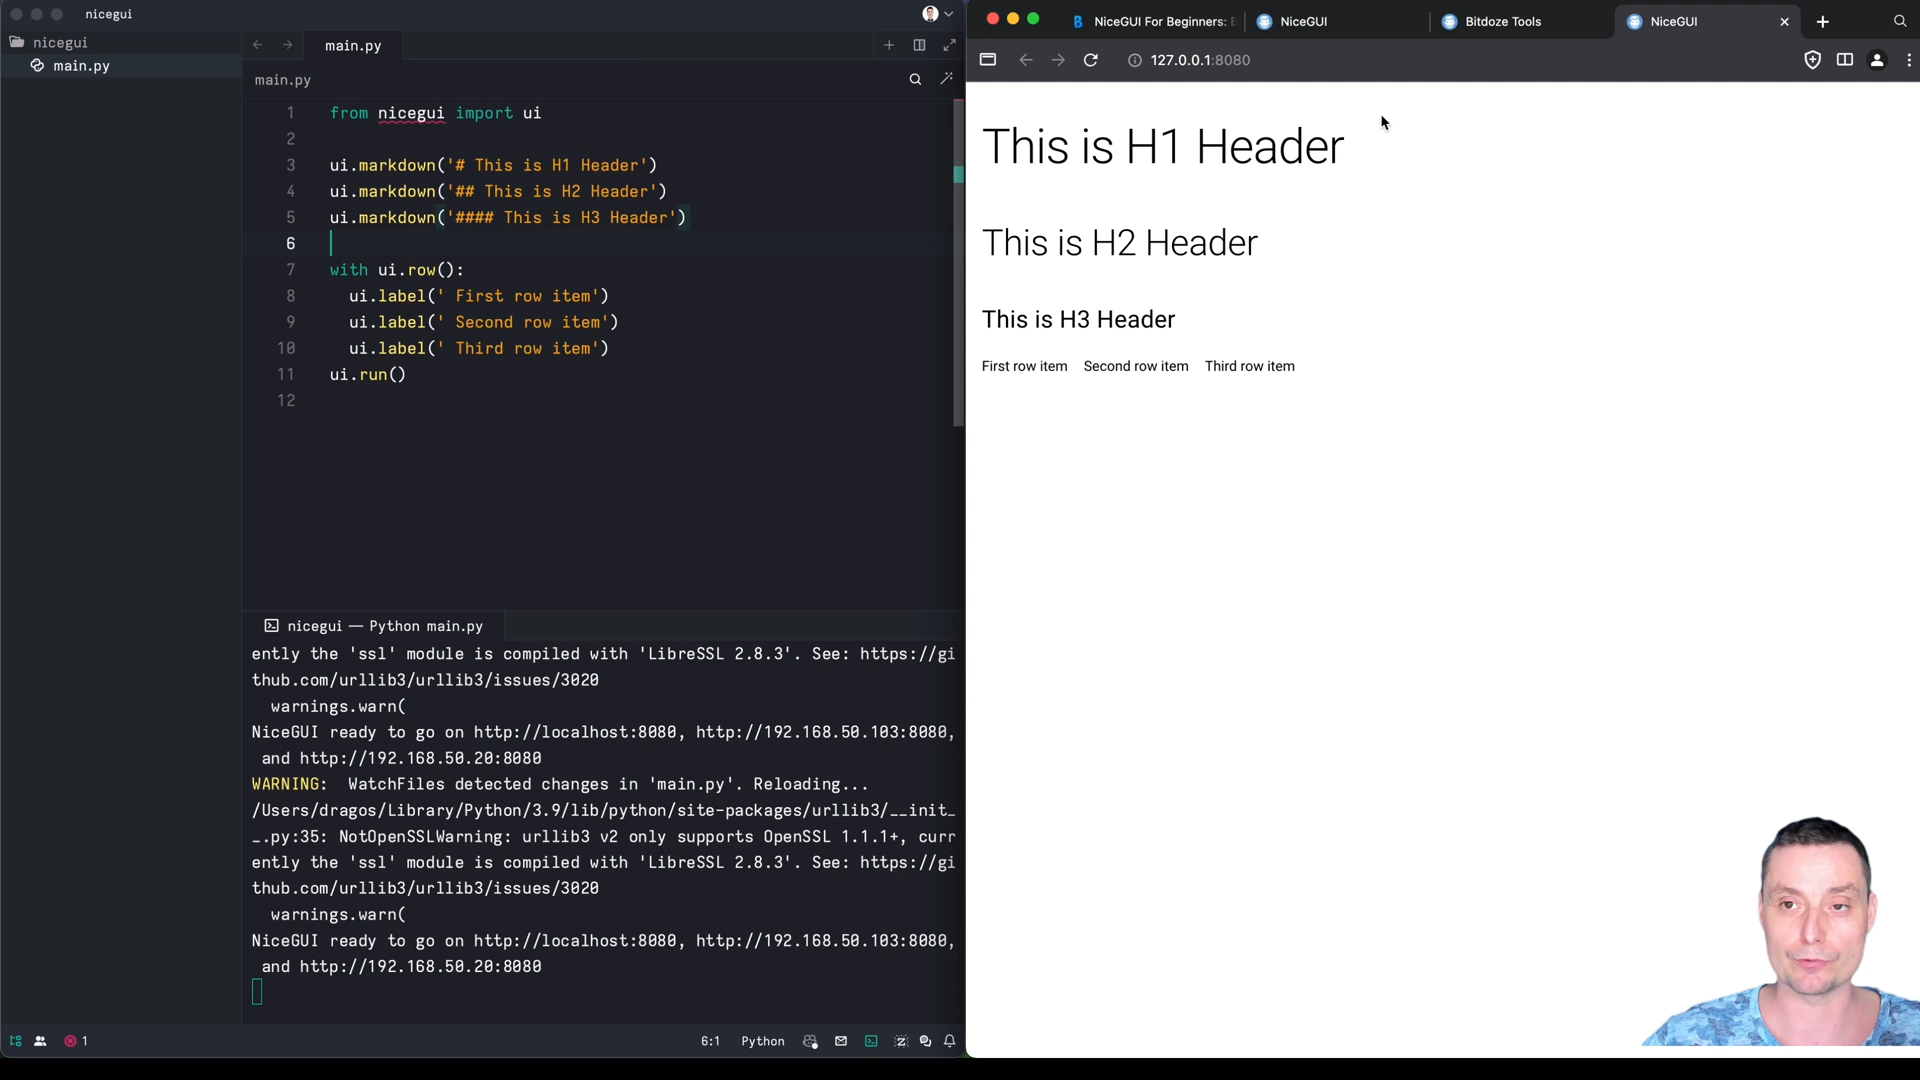 nicegui
nicegui
main.py
main.py
main.py
1 from nicegui import ui
2
3 ui.markdown('# This is H1 Header')
4 ui.markdown('## This is H2 Header')
5 ui.markdown('#### This is H3 Header')
6
7 with ui.row():
8 ui.label(' First row item')
9 ui.label(' Second row item')
10 ui.label(' Third row item')
11 ui.run()
12
nicegui — Python main.py
ently the 'ssl' module is compiled with 'LibreSSL 2.8.3'. See: https://gi
thub.com/urllib3/urllib3/issues/3020
warnings.warn(
NiceGUI ready to go on http://localhost:8080, http://192.168.50.103:8080,
and http://192.168.50.20:8080
WARNING: WatchFiles detected changes in 'main.py'. Reloading...
/Users/dragos/Library/Python/3.9/lib/python/site-packages/urllib3/__init_
_.py:35: NotOpenSSLWarning: urllib3 v2 only supports OpenSSL 1.1.1+, curr
ently the 'ssl' module is compiled with 'LibreSSL 2.8.3'. See: https://gi
thub.com/urllib3/urllib3/issues/3020
warnings.warn(
NiceGUI ready to go on http://localhost:8080, http://192.168.50.103:8080,
and http://192.168.50.20:8080
1
6:1 Python
NiceGUI For Beginners: NiceGUI Bitdoze Tools NiceGUI
127.0.0.1:8080
This is H1 Header
This is H2 Header
This is H3 Header
First row item Second row item Third row item